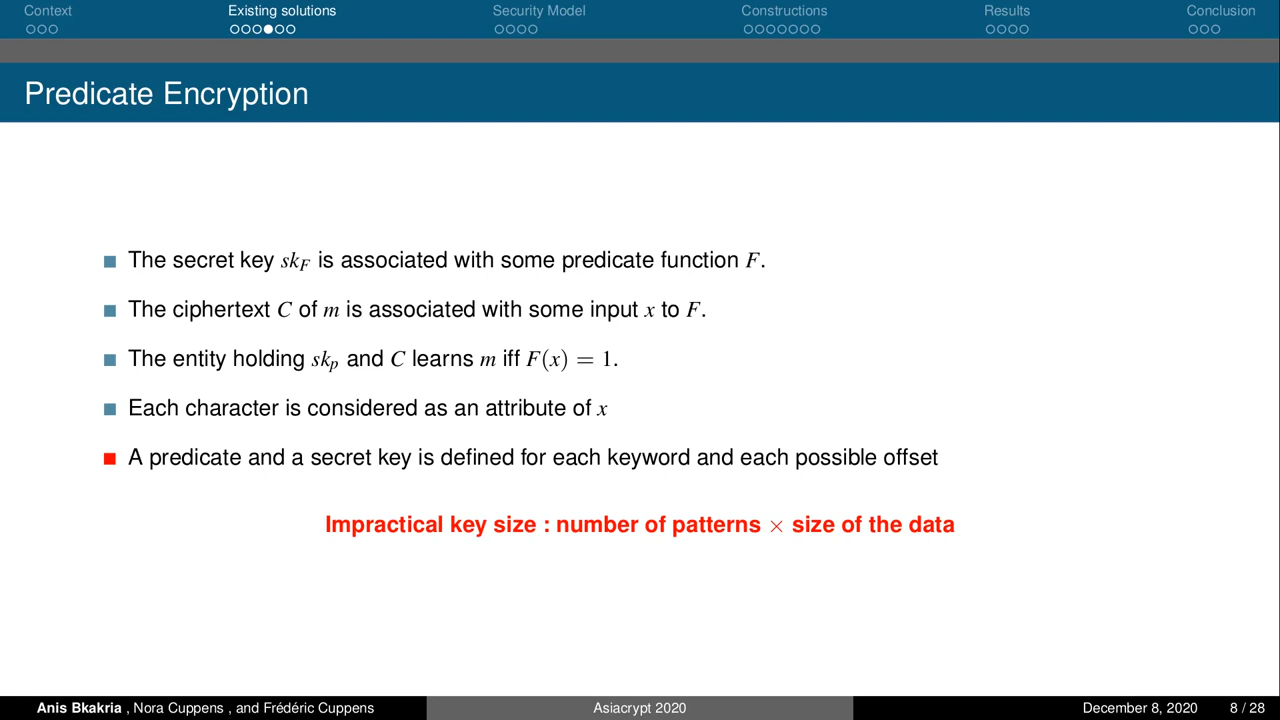 Context Existing solutions Security Model Constructions Results Conclusion
Predicate Encryption
The secret key sk_F is associated with some predicate function F.
The ciphertext C of m is associated with some input x to F.
The entity holding sk_p and C learns m iff F(x) = 1.
Each character is considered as an attribute of x
A predicate and a secret key is defined for each keyword and each possible offset
Impractical key size : number of patterns × size of the data
Anis Bkakria , Nora Cuppens , and Frédéric Cuppens Asiacrypt 2020 December 8, 2020 8 / 28